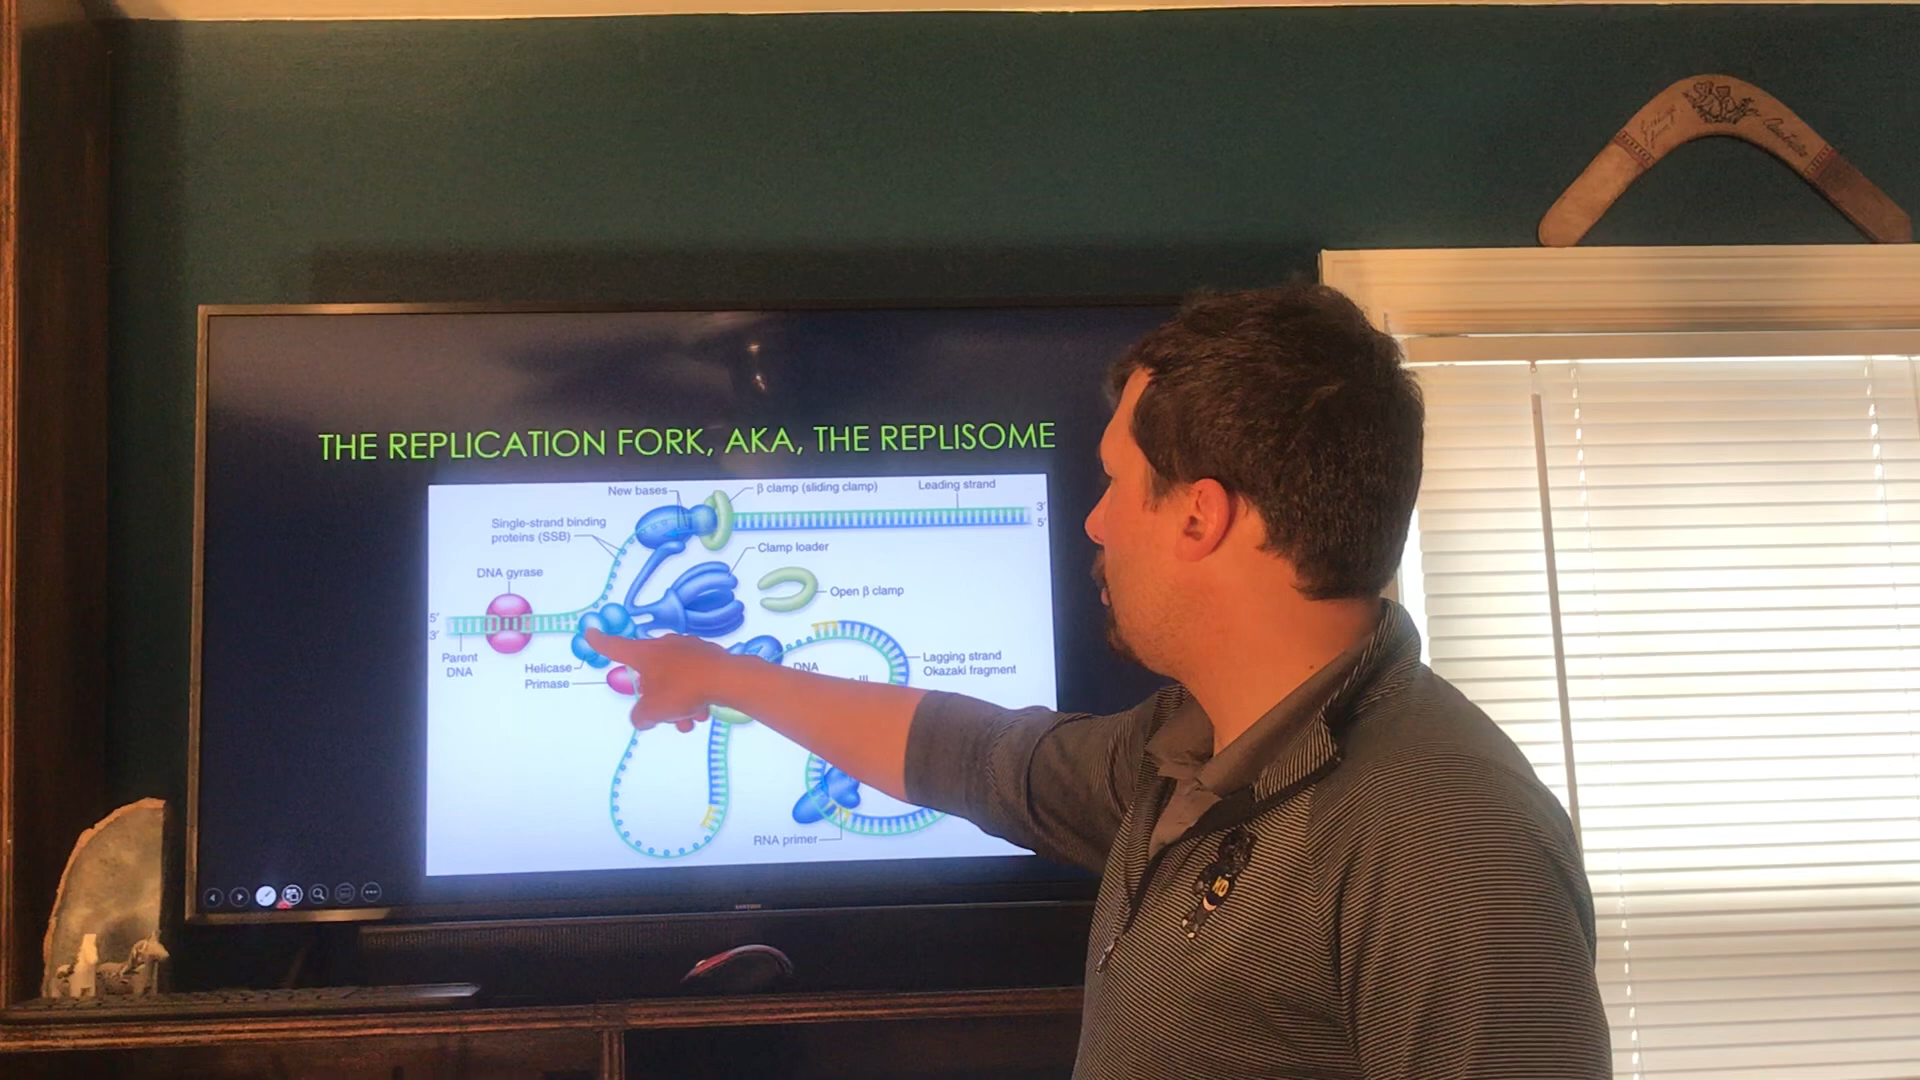 THE REPLICATION FORK, AKA, THE REPLISOME
New bases
β clamp (sliding clamp)
Leading strand
3′
5′
Single-strand binding
proteins (SSB)
Clamp loader
DNA gyrase
Open β clamp
5′
3′
Parent
DNA
Helicase
Primase
DNA
III
Lagging strand
Okazaki fragment
RNA primer
SAMSUNG